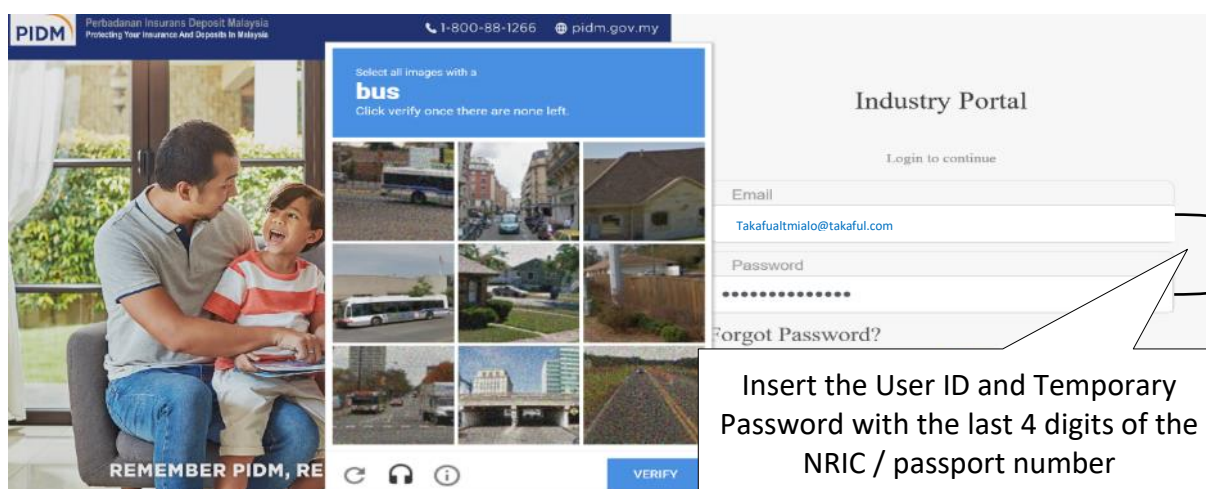 PIDM
Perbadanan Insurans Deposit Malaysia
Protecting Your Insurance And Deposits In Malaysia
1-800-88-1266 pidm.gov.my
Select all images with a
bus
Click verify once there are none left.
VERIFY
REMEMBER PIDM, RE
Industry Portal
Login to continue
Email
Takafualtmialo@takaful.com
Password
••••••••••••••
Forgot Password?
Insert the User ID and Temporary
Password with the last 4 digits of the
NRIC / passport number